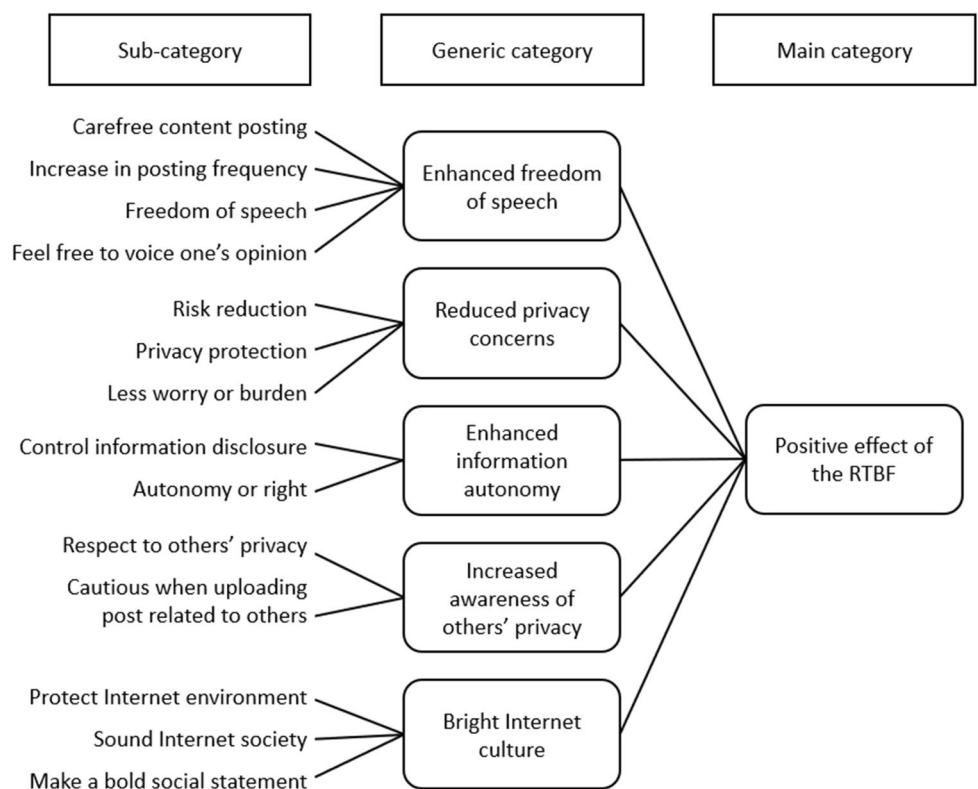 Sub-category
Generic category
Main category
Carefree content posting
Increase in posting frequency
Freedom of speech
Feel free to voice one's opinion
Enhanced freedom
of speech
Risk reduction
Privacy protection
Less worry or burden
Reduced privacy
concerns
Control information disclosure
Autonomy or right
Enhanced
information
autonomy
Respect to others' privacy
Cautious when uploading
post related to others
Increased
awareness of
others' privacy
Protect Internet environment
Sound Internet society
Make a bold social statement
Bright Internet
culture
Positive effect of
the RTBF